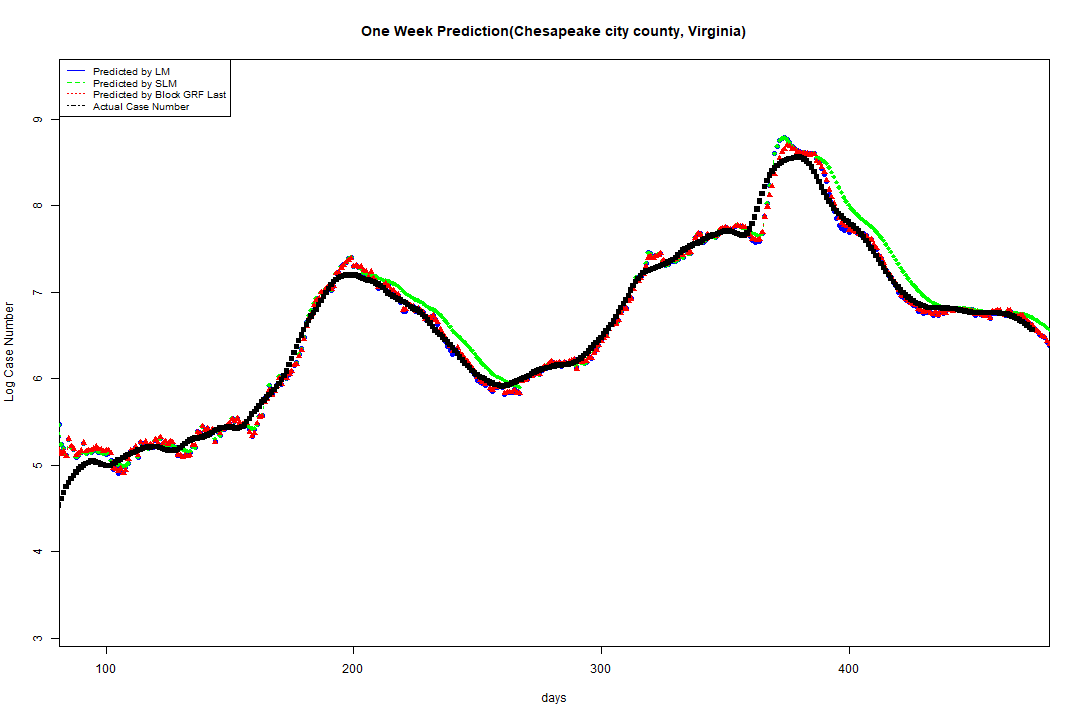 One Week Prediction(Chesapeake city county, Virginia)
Predicted by LM
Predicted by SLM
Predicted by Block GRF Last
Actual Case Number
9
8
7
6
5
4
3
Log Case Number
100 200 300 400
days